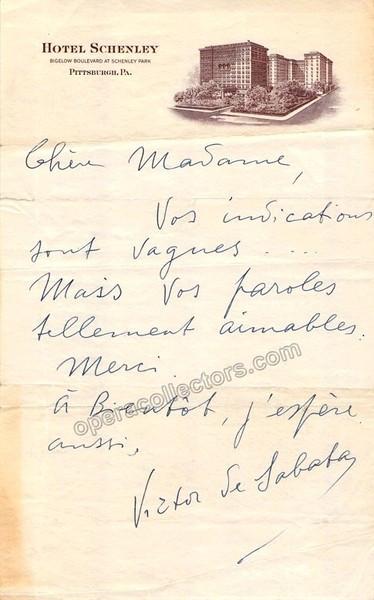 HOTEL SCHENLEY
BIGELOW BOULEVARD AT SCHENLEY PARK
PITTSBURGH, PA.
Chère Madame,
Vos indications
sont vagues....
Mais vos paroles
tellement aimables.
Merci.
à Bientôt, j'espère
aussi,
Victor de Sabata
operacollectors.com